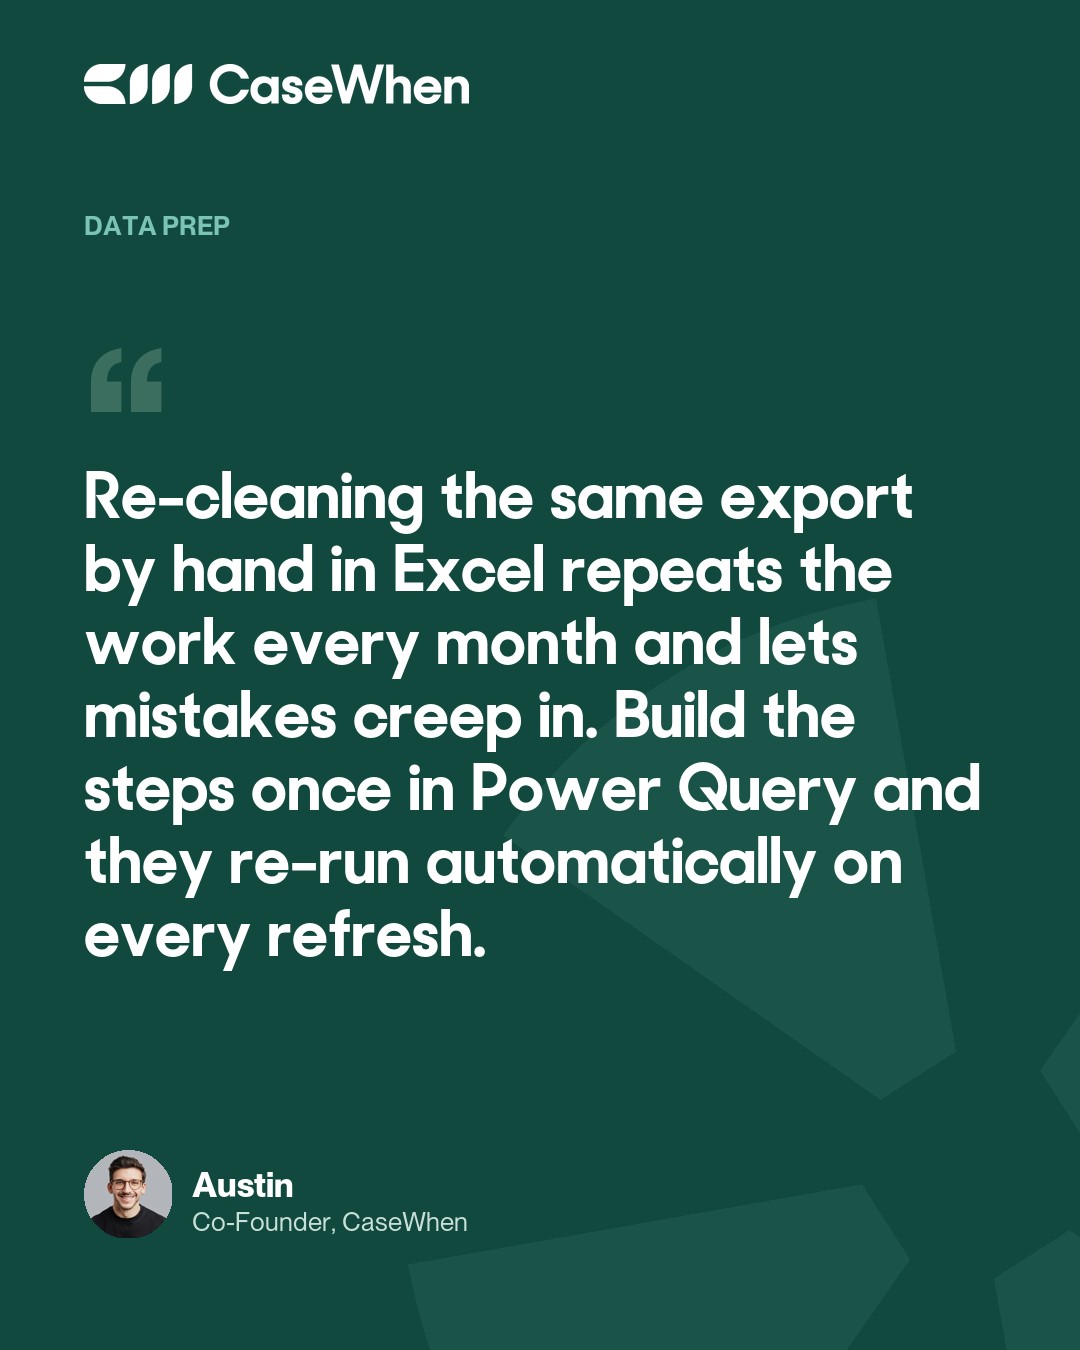 CaseWhen
DATA PREP
“
Re-cleaning the same export
by hand in Excel repeats the
work every month and lets
mistakes creep in. Build the
steps once in Power Query and
they re-run automatically on
every refresh.
Austin
Co-Founder, CaseWhen